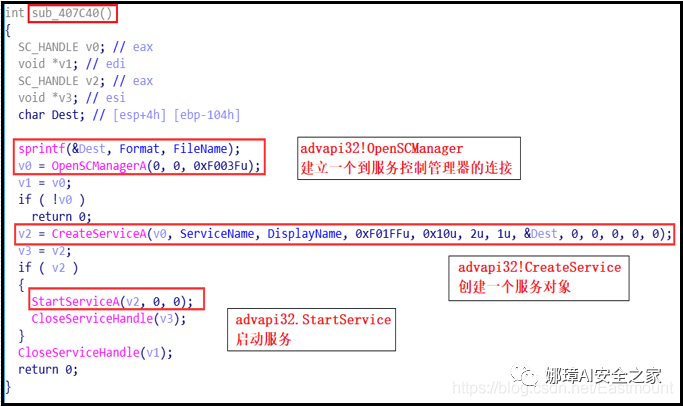 int sub_407C40()
{
SC_HANDLE v0; // eax
void *v1; // edi
SC_HANDLE v2; // eax
void *v3; // esi
char Dest; // [esp+4h] [ebp-104h]
sprintf(&Dest, Format, FileName);
v0 = OpenSCManagerA(0, 0, 0xF003Fu);
advapi32!OpenSCManager
建立一个到服务控制管理器的连接
v1 = v0;
if ( !v0 )
return 0;
v2 = CreateServiceA(v0, ServiceName, DisplayName, 0xF01FFu, 0x10u, 2u, 1u, &Dest, 0, 0, 0, 0, 0);
v3 = v2;
if ( v2 )
advapi32!CreateService
创建一个服务对象
{
StartServiceA(v2, 0, 0);
CloseServiceHandle(v3);
advapi32.StartService
启动服务
}
CloseServiceHandle(v1);
return 0;
}
娜璋AI安全之家
https://blog.csdn.net/Eastmount